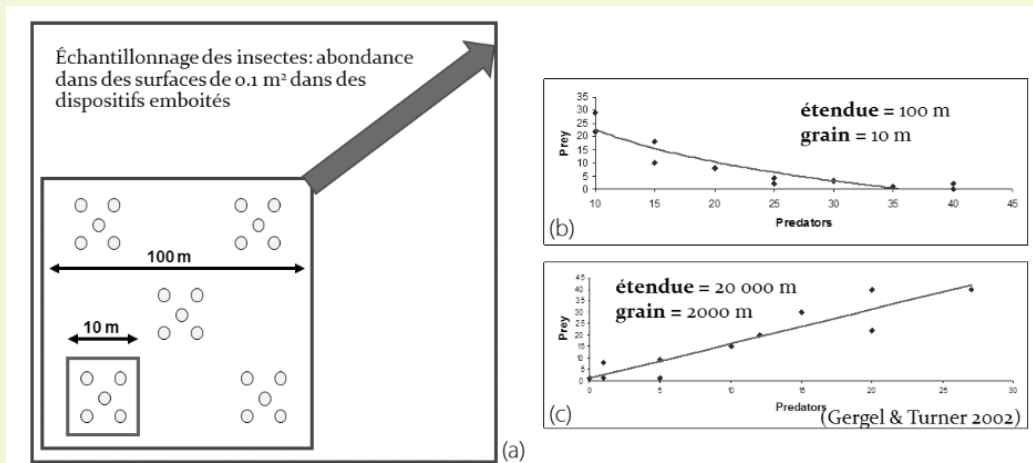 Échantillonnage des insectes: abondance
dans des surfaces de 0.1 m² dans des
dispositifs emboités
100 m
10 m
(a)
étendue = 100 m
grain = 10 m
Prey
35
30
25
20
15
10
5
0
10 15 20 25 30 35 40 45
Predators
(b)
étendue = 20 000 m
grain = 2000 m
Prey
45
40
35
30
25
20
15
10
5
0
0 5 10 15 20 25 30
Predators
(c)
(Gergel & Turner 2002)